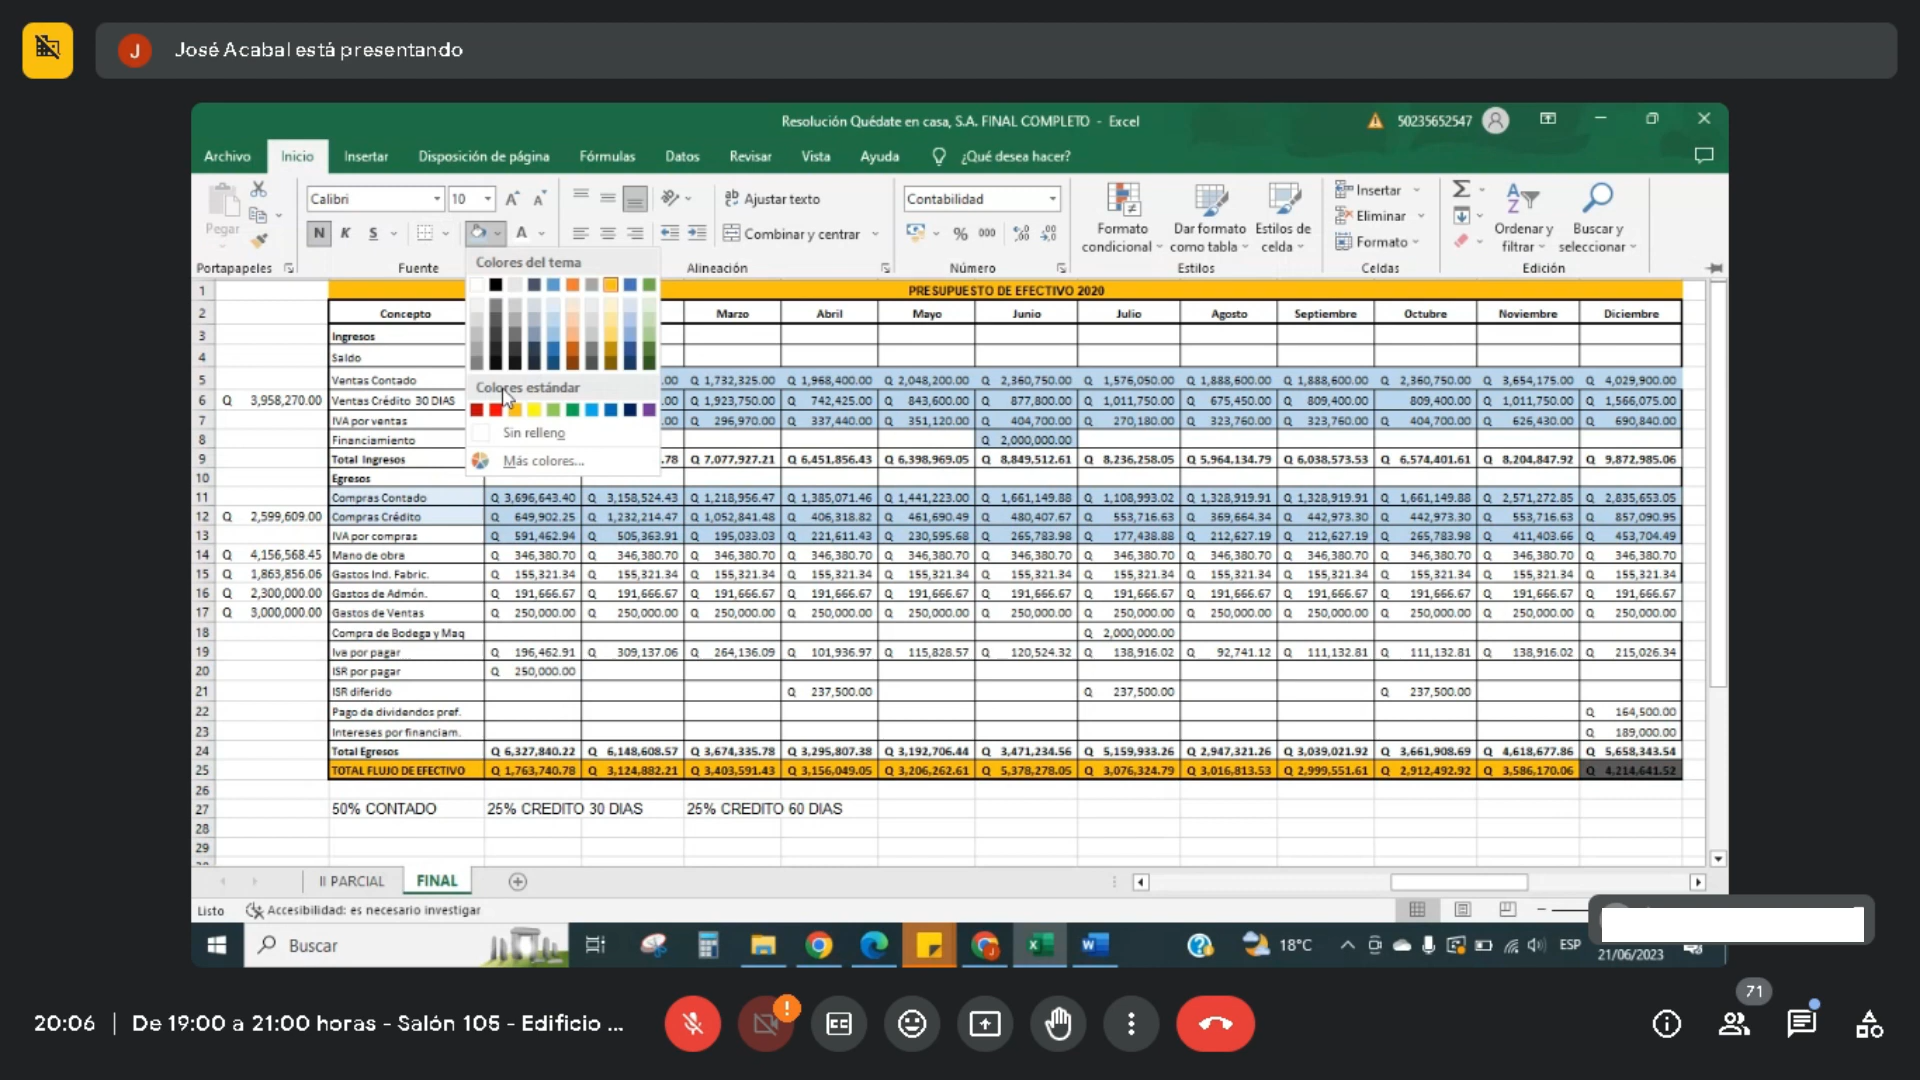 J José Acabal está presentando
Resolución Quédate en casa, S.A. FINAL COMPLETO - Excel 50235652547
Archivo Inicio Insertar Disposición de página Fórmulas Datos Revisar Vista Ayuda ¿Qué desea hacer?
Pegar Calibri 10 Ajustar texto Contabilidad Formato condicional Dar formato como tabla Estilos de celda Insertar Ordenar y filtrar Buscar y seleccionar
N K S A Combinar y centrar % 000 Eliminar
Formato
Portapapeles Fuente Alineación Número Estilos Celdas Edición
Colores del tema
Colores estándar
Sin relleno
Más colores...
1 PRESUPUESTO DE EFECTIVO 2020
2 Concepto Marzo Abril Mayo Junio Julio Agosto Septiembre Octubre Noviembre Diciembre
3 Ingresos
4 Saldo
5 Ventas Contado .00 Q 1,732,325.00 Q 1,968,400.00 Q 2,048,200.00 Q 2,360,750.00 Q 1,576,050.00 Q 1,888,600.00 Q 1,888,600.00 Q 2,360,750.00 Q 3,654,175.00 Q 4,029,900.00
6 Q 3,958,270.00 Ventas Crédito 30 DIAS .00 Q 1,923,750.00 Q 742,425.00 Q 843,600.00 Q 877,800.00 Q 1,011,750.00 Q 675,450.00 Q 809,400.00 809,400.00 Q 1,011,750.00 Q 1,566,075.00
7 IVA por ventas .00 Q 296,970.00 Q 337,440.00 Q 351,120.00 Q 404,700.00 Q 270,180.00 Q 323,760.00 Q 323,760.00 Q 404,700.00 Q 626,430.00 Q 690,840.00
8 Financiamiento Q 2,000,000.00
9 Total Ingresos .78 Q 7,077,927.21 Q 6,451,856.43 Q 6,398,969.05 Q 8,849,512.61 Q 8,236,258.05 Q 5,964,134.79 Q 6,038,573.53 Q 6,574,401.61 Q 8,204,847.92 Q 9,872,985.06
10 Egresos
11 Compras Contado Q 3,696,643.40 Q 3,158,524.43 Q 1,218,956.47 Q 1,385,071.46 Q 1,441,223.00 Q 1,661,149.88 Q 1,108,993.02 Q 1,328,919.91 Q 1,328,919.91 Q 1,661,149.88 Q 2,571,272.85 Q 2,835,653.05
12 Q 2,599,609.00 Compras Crédito Q 649,902.25 Q 1,232,214.47 Q 1,052,841.48 Q 406,318.82 Q 461,690.49 Q 480,407.67 Q 553,716.63 Q 369,664.34 Q 442,973.30 Q 442,973.30 Q 553,716.63 Q 857,090.95
13 IVA por compras Q 591,462.94 Q 505,363.91 Q 195,033.03 Q 221,611.43 Q 230,595.68 Q 265,783.98 Q 177,438.88 Q 212,627.19 Q 212,627.19 Q 265,783.98 Q 411,403.66 Q 453,704.49
14 Q 4,156,568.45 Mano de obra Q 346,380.70 Q 346,380.70 Q 346,380.70 Q 346,380.70 Q 346,380.70 Q 346,380.70 Q 346,380.70 Q 346,380.70 Q 346,380.70 Q 346,380.70 Q 346,380.70 Q 346,380.70
15 Q 1,863,856.06 Gastos Ind. Fabric. Q 155,321.34 Q 155,321.34 Q 155,321.34 Q 155,321.34 Q 155,321.34 Q 155,321.34 Q 155,321.34 Q 155,321.34 Q 155,321.34 Q 155,321.34 Q 155,321.34 Q 155,321.34
16 Q 2,300,000.00 Gastos de Admón. Q 191,666.67 Q 191,666.67 Q 191,666.67 Q 191,666.67 Q 191,666.67 Q 191,666.67 Q 191,666.67 Q 191,666.67 Q 191,666.67 Q 191,666.67 Q 191,666.67 Q 191,666.67
17 Q 3,000,000.00 Gastos de Ventas Q 250,000.00 Q 250,000.00 Q 250,000.00 Q 250,000.00 Q 250,000.00 Q 250,000.00 Q 250,000.00 Q 250,000.00 Q 250,000.00 Q 250,000.00 Q 250,000.00 Q 250,000.00
18 Compra de Bodega y Maq Q 2,000,000.00
19 Iva por pagar Q 196,462.91 Q 309,137.06 Q 264,136.09 Q 101,936.97 Q 115,828.57 Q 120,524.32 Q 138,916.02 Q 92,741.12 Q 111,132.81 Q 111,132.81 Q 138,916.02 Q 215,026.34
20 ISR por pagar Q 250,000.00
21 ISR diferido Q 237,500.00 Q 237,500.00 Q 237,500.00
22 Pago de dividendos pref. Q 164,500.00
23 Intereses por financiam. Q 189,000.00
24 Total Egresos Q 6,327,840.22 Q 6,148,608.57 Q 3,674,335.78 Q 3,295,807.38 Q 3,192,706.44 Q 3,471,234.56 Q 5,159,933.26 Q 2,947,321.26 Q 3,039,021.92 Q 3,661,908.69 Q 4,618,677.86 Q 5,658,343.54
25 TOTAL FLUJO DE EFECTIVO Q 1,763,740.78 Q 3,124,882.21 Q 3,403,591.43 Q 3,156,049.05 Q 3,206,262.61 Q 5,378,278.05 Q 3,076,324.79 Q 3,016,813.53 Q 2,999,551.61 Q 2,912,492.92 Q 3,586,170.06 Q 4,214,641.52
26
27 50% CONTADO 25% CREDITO 30 DIAS 25% CREDITO 60 DIAS
28
29
II PARCIAL FINAL
Listo Accesibilidad: es necesario investigar
Buscar 18°C ESP
21/06/2023
71
20:06 | De 19:00 a 21:00 horas - Salón 105 - Edificio ...